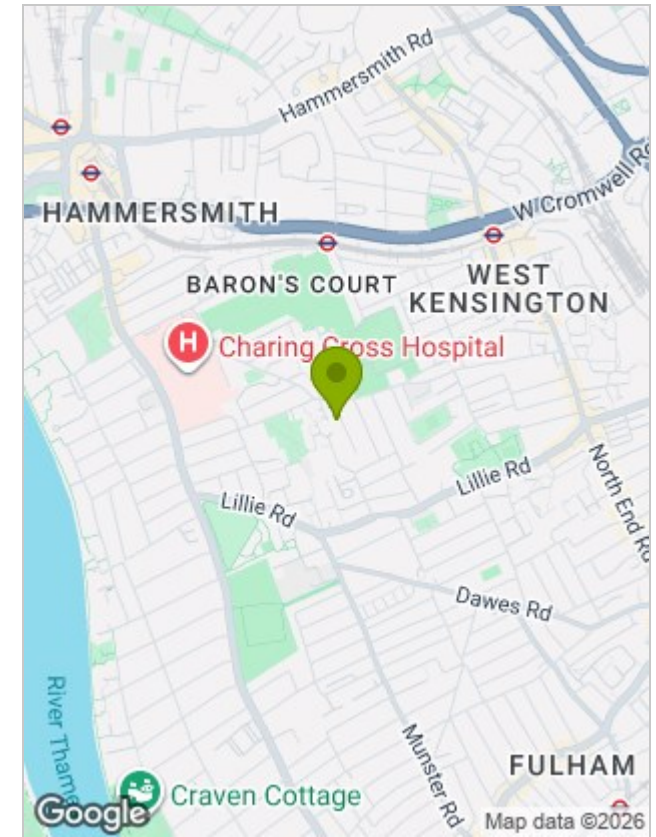 Hammersmith Rd
W Cromwell Rd
HAMMERSMITH
BARON'S COURT
WEST
KENSINGTON
H
Charing Cross Hospital
Lillie Rd
Lillie Rd
North End Rd
Dawes Rd
River Thame
Munster Rd
FULHAM
Craven Cottage
Google
Map data ©2026